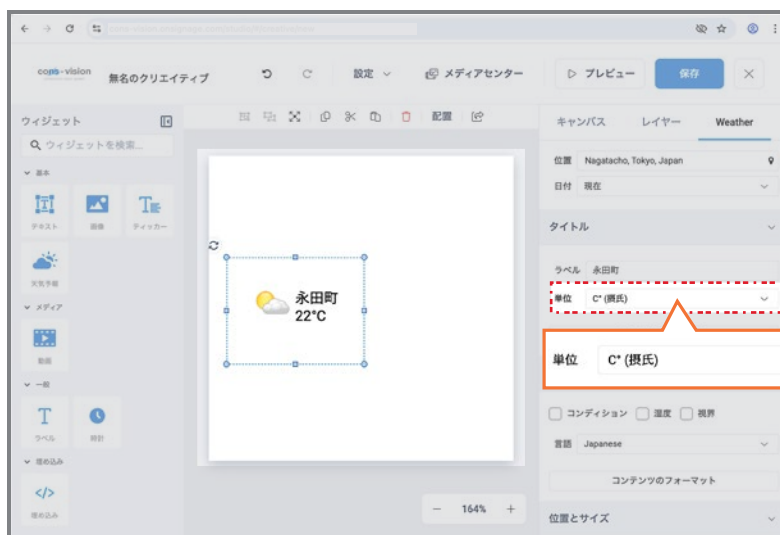 cons-vision
無名のクリエイティブ
設定
メディアセンター
プレビュー
保存
ウィジェット
配置
キャンバス
レイヤー
Weather
ウィジェットを検索...
位置 Nagatacho, Tokyo, Japan
基本
日付 現在
テキスト
画像
ティッカー
タイトル
天気予報
ラベル 永田町
メディア
単位 C° (摂氏)
永田町
22°C
動画
単位 C° (摂氏)
一般
ラベル
時計
コンディション
湿度
視界
言語 Japanese
埋め込み
コンテンツのフォーマット
</>
埋め込み
164%
位置とサイズ